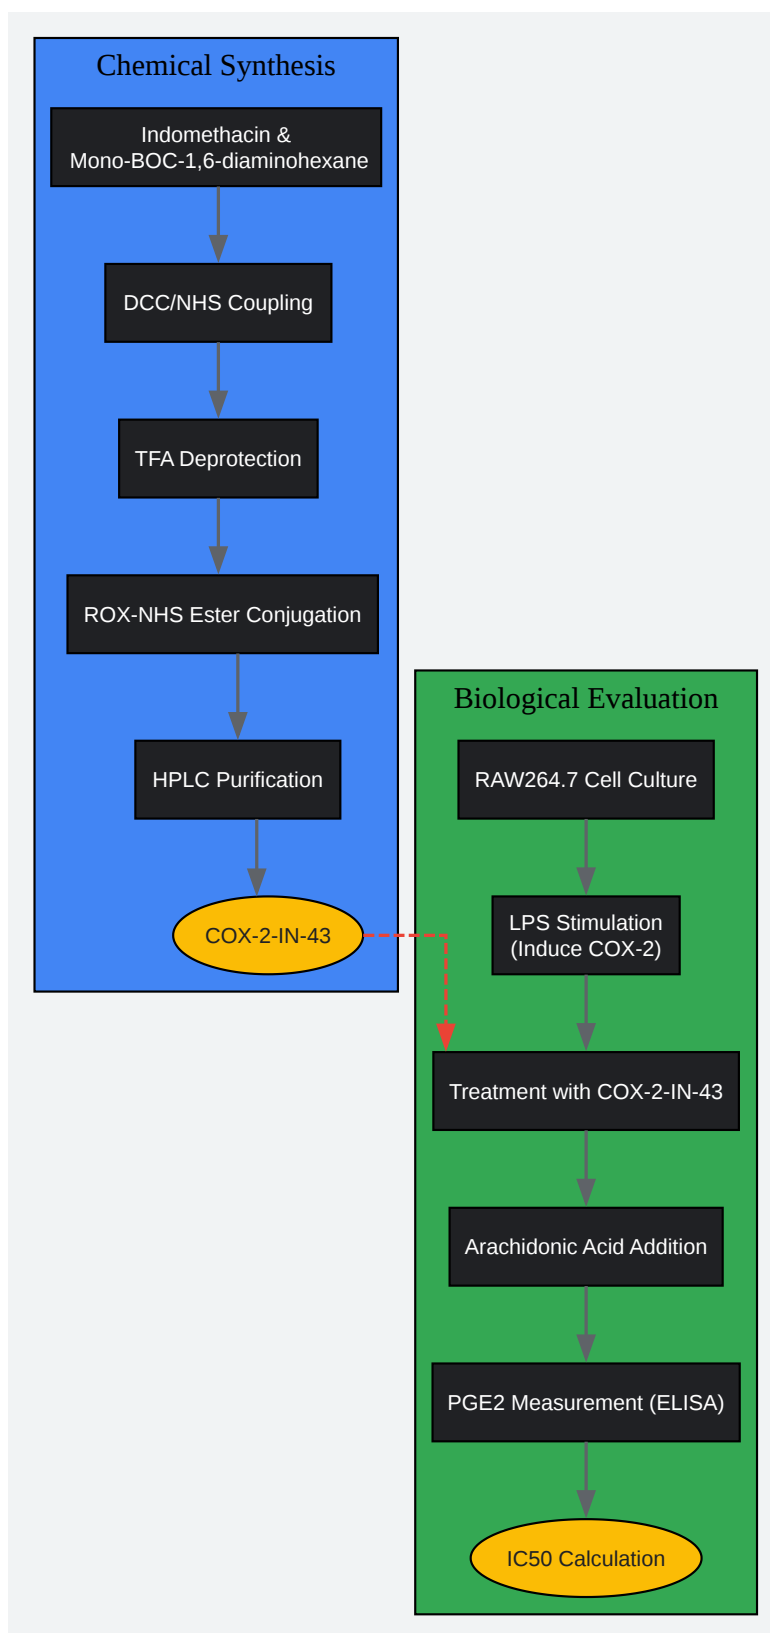 Chemical Synthesis
Indomethacin &
Mono-BOC-1,6-diaminohexane
DCC/NHS Coupling
TFA Deprotection
ROX-NHS Ester Conjugation
HPLC Purification
COX-2-IN-43
Biological Evaluation
RAW264.7 Cell Culture
LPS Stimulation
(Induce COX-2)
Treatment with COX-2-IN-43
Arachidonic Acid Addition
PGE2 Measurement (ELISA)
IC50 Calculation